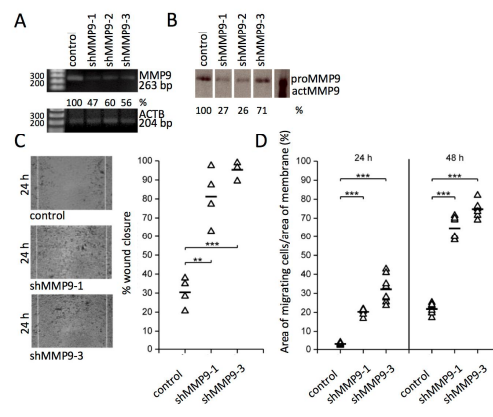 A
control
shMMP9-1
shMMP9-2
shMMP9-3
300
200
MMP9
263 bp
100 47 60 56 %
300
200
ACTB
204 bp
B
control
shMMP9-1
shMMP9-2
shMMP9-3
proMMP9
actMMP9
100 27 26 71 %
C
24 h
control
24 h
shMMP9-1
24 h
shMMP9-3
% wound closure
100
90
80
70
60
50
40
30
20
10
0
**
***
control
shMMP9-1
shMMP9-3
D
Area of migrating cells/area of membrane (%)
100
90
80
70
60
50
40
30
20
10
0
24 h
48 h
***
***
***
***
control
shMMP9-1
shMMP9-3
control
shMMP9-1
shMMP9-3